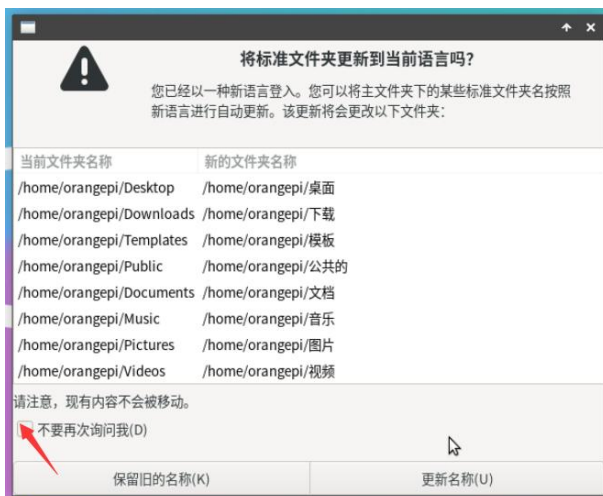 将标准文件夹更新到当前语言吗?
您已经以一种新语言登入。您可以将主文件夹下的某些标准文件夹名按照
新语言进行自动更新。该更新将会更改以下文件夹:
当前文件夹名称 新的文件夹名称
/home/orangepi/Desktop /home/orangepi/桌面
/home/orangepi/Downloads /home/orangepi/下载
/home/orangepi/Templates /home/orangepi/模板
/home/orangepi/Public /home/orangepi/公共的
/home/orangepi/Documents /home/orangepi/文档
/home/orangepi/Music /home/orangepi/音乐
/home/orangepi/Pictures /home/orangepi/图片
/home/orangepi/Videos /home/orangepi/视频
请注意，现有内容不会被移动。
不要再次询问我(D)
保留旧的名称(K) 更新名称(U)